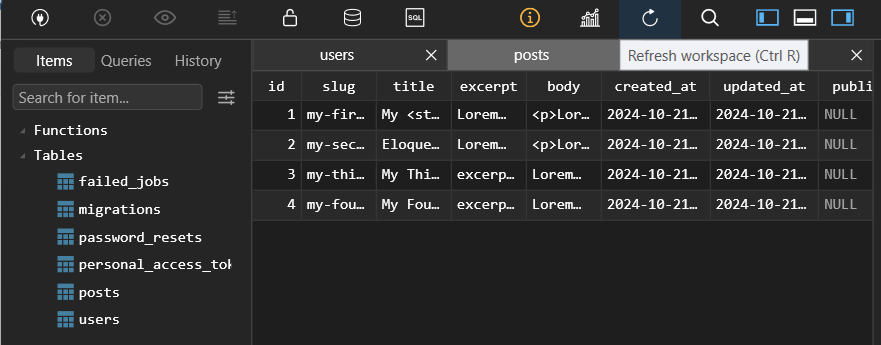 SQL
Items Queries History
Search for item...
Functions
Tables
failed_jobs
migrations
password_resets
personal_access_tok
posts
users
users posts Refresh workspace (Ctrl R)
id slug title excerpt body created_at updated_at publi
1 my-fir… My <st… Lorem… <p>Lor… 2024-10-21… 2024-10-21… NULL
2 my-sec… Eloque… Lorem… <p>Lor… 2024-10-21… 2024-10-21… NULL
3 my-thi… My Thi… excerp… Lorem… 2024-10-21… 2024-10-21… NULL
4 my-fou… My Fou… excerp… Lorem… 2024-10-21… 2024-10-21… NULL